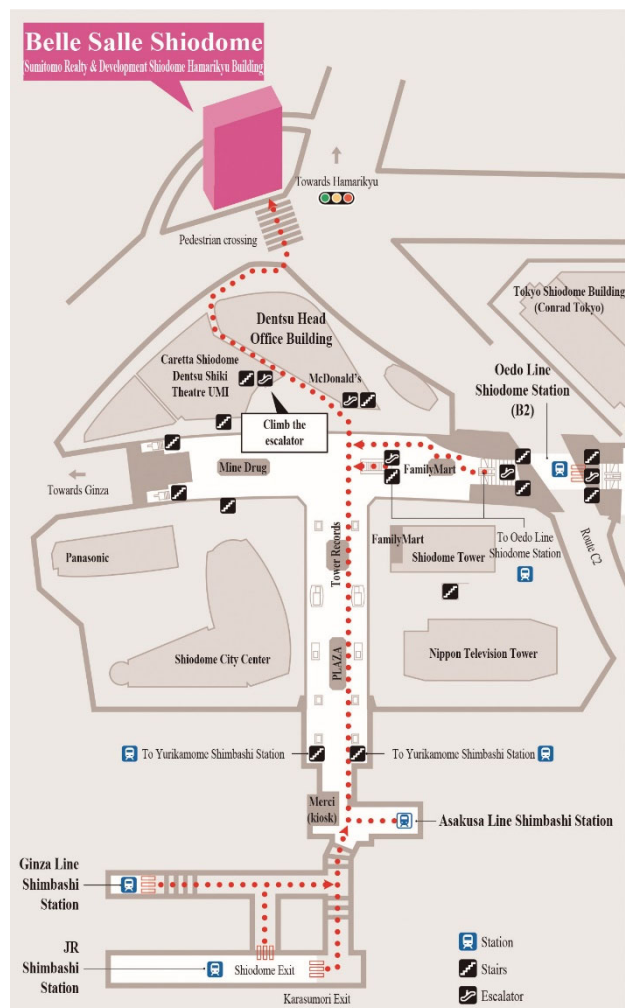 Belle Salle Shiodome
(Sumitomo Realty & Development Shiodome Hamarikyu Building)
Towards Hamarikyu
Pedestrian crossing
Tokyo Shiodome Building
(Conrad Tokyo)
Dentsu Head
Office Building
Caretta Shiodome
Dentsu Shiki
Theatre UMI
McDonald's
Oedo Line
Shiodome Station
(B2)
Climb the
escalator
Mine Drug
FamilyMart
Towards Ginza
To Oedo Line
Shiodome Station
Route C2
Panasonic
Tower Records
FamilyMart
Shiodome Tower
Shiodome City Center
PLAZA
Nippon Television Tower
To Yurikamome Shimbashi Station
To Yurikamome Shimbashi Station
Merci
(kiosk)
Asakusa Line Shimbashi Station
Ginza Line
Shimbashi
Station
JR
Shimbashi
Station
Shiodome Exit
Karasumori Exit
Station
Stairs
Escalator